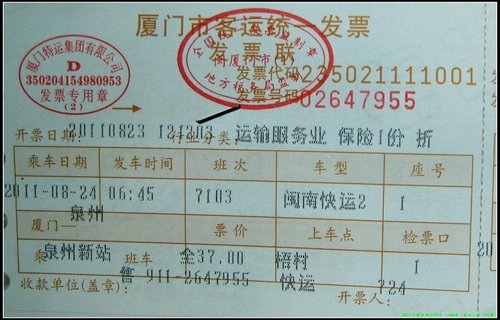 厦门市客运统一发票
发票联
厦门特运集团有限公司
D
350204154980953
发票专用章
(2)
发票代码235021111001
发票号码02647955
开票日期: 20110823 121203 行业分类: 运输服务业 保险1份 折
乘车日期 发车时间 班次 车型 座号
2011-08-24 06:45 7103 闽南快运2 1
泉州
厦门— 票价 上车点 检票口
泉州新站 全37.00 梧村 1
乘 班车
售 911-2647955 快运 724
收款单位(盖章): 开票人: